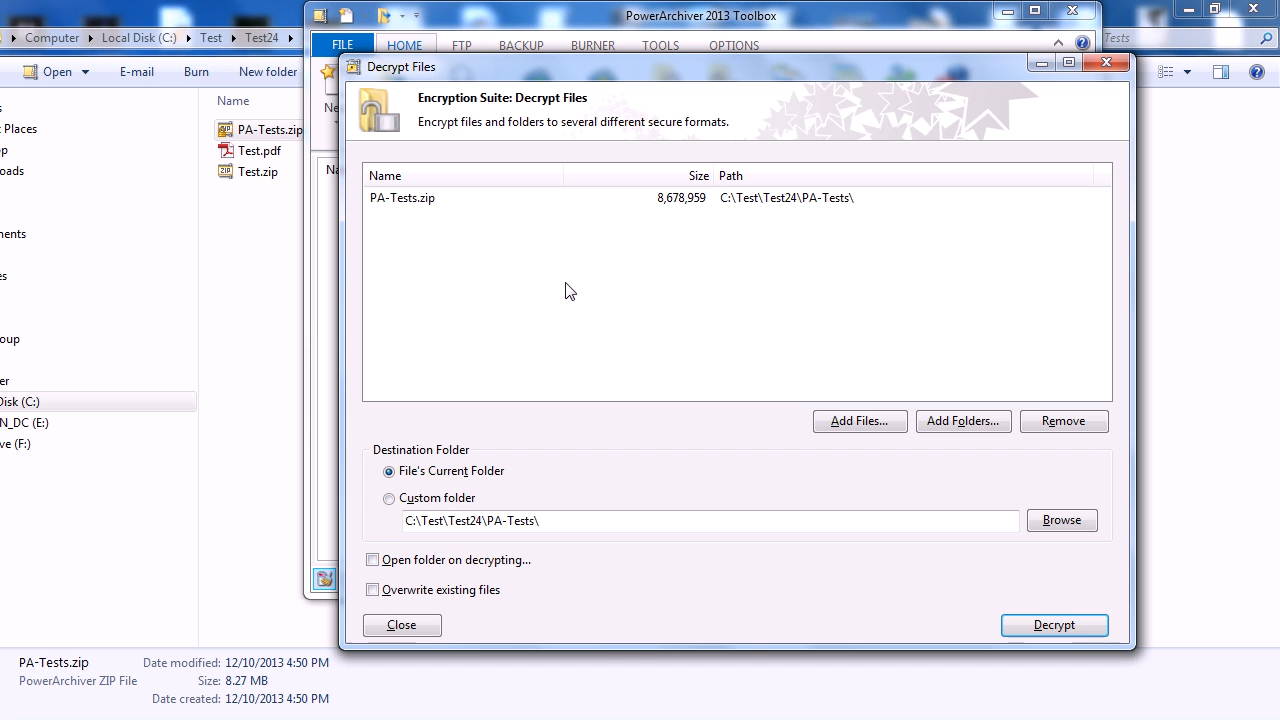 PowerArchiver 2013 Toolbox
Computer Local Disk (C:) Test Test24
Tests
FILE HOME FTP BACKUP BURNER TOOLS OPTIONS
Open E-mail Burn New folder
Decrypt Files
Encryption Suite: Decrypt Files
Encrypt files and folders to several different secure formats.
Name
PA-Tests.zip
Test.pdf
Test.zip
Places
oads
ents
oup
er
Disk (C:)
N_DC (E:)
ve (F:)
Ne
Na
Name Size Path
PA-Tests.zip 8,678,959 C:\Test\Test24\PA-Tests\
Add Files... Add Folders... Remove
Destination Folder
File's Current Folder
Custom folder
C:\Test\Test24\PA-Tests\
Browse
Open folder on decrypting...
Overwrite existing files
Close Decrypt
PA-Tests.zip Date modified: 12/10/2013 4:50 PM
PowerArchiver ZIP File Size: 8.27 MB
Date created: 12/10/2013 4:50 PM